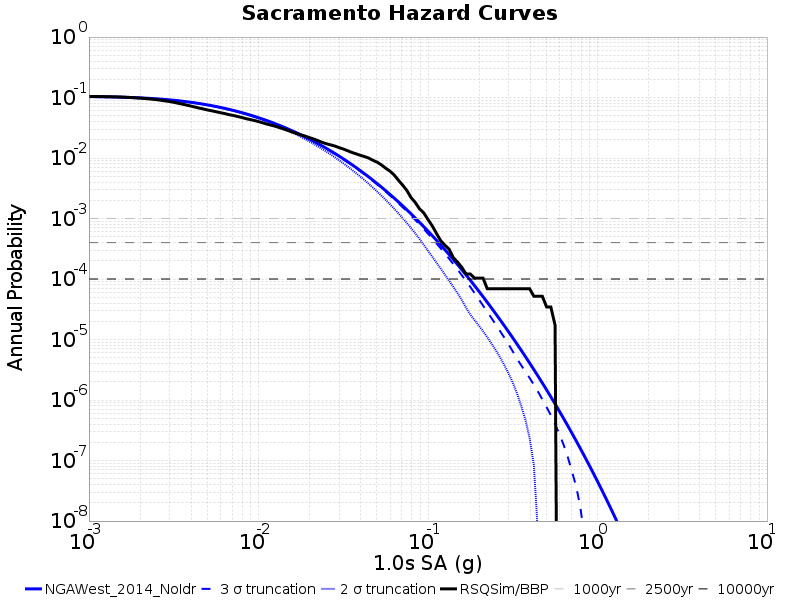 Sacramento Hazard Curves
10^0
10^-1
10^-2
10^-3
10^-4
10^-5
10^-6
10^-7
10^-8
Annual Probability
10^-3 10^-2 10^-1 10^0 10^1
1.0s SA (g)
NGAWest_2014_NoIdr 3 σ truncation 2 σ truncation RSQSim/BBP 1000yr 2500yr 10000yr